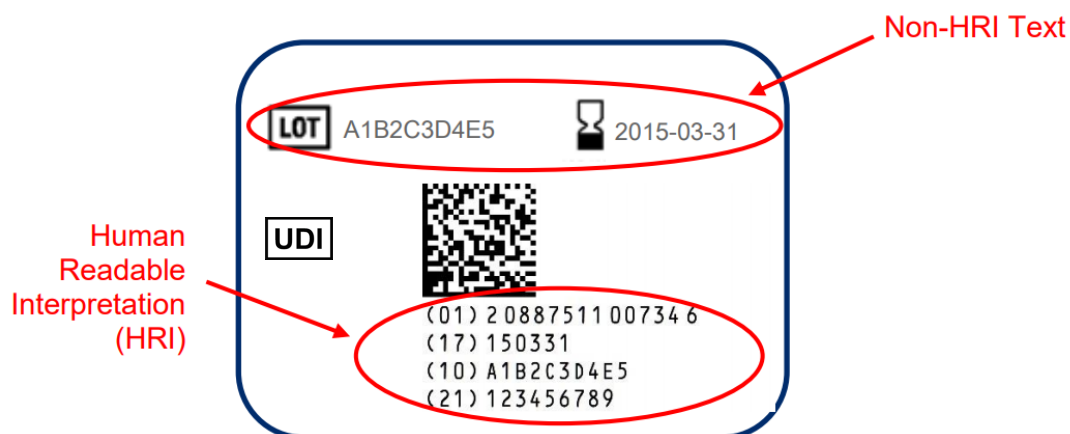 Non-HRI Text
LOT A1B2C3D4E5 2015-03-31
UDI
Human
Readable
Interpretation
(HRI)
(01) 20887511007346
(17) 150331
(10) A1B2C3D4E5
(21) 123456789